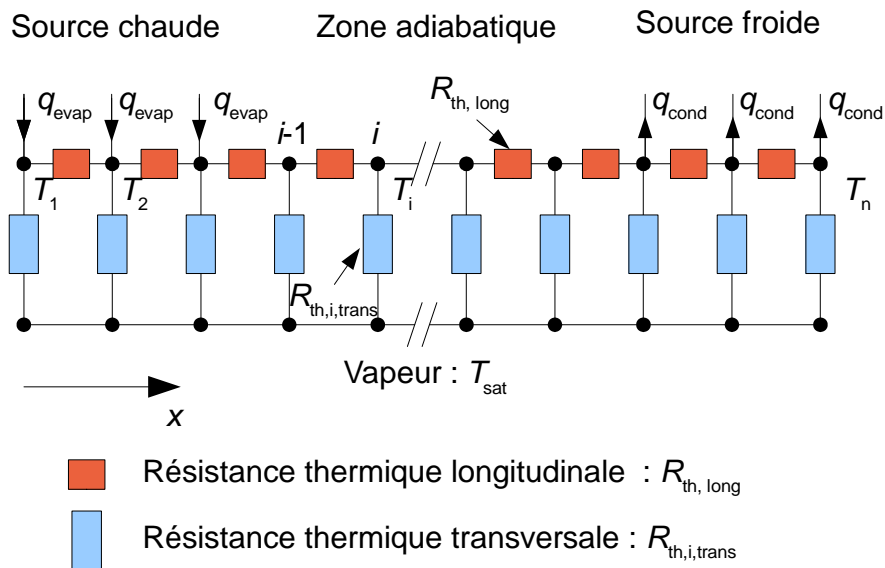 Source chaude Zone adiabatique Source froide
q_evap q_evap q_evap R_th, long q_cond q_cond q_cond
i-1 i
T_1 T_2 T_i T_n
R_th,i,trans
Vapeur : T_sat
x
Résistance thermique longitudinale : R_th, long
Résistance thermique transversale : R_th,i,trans